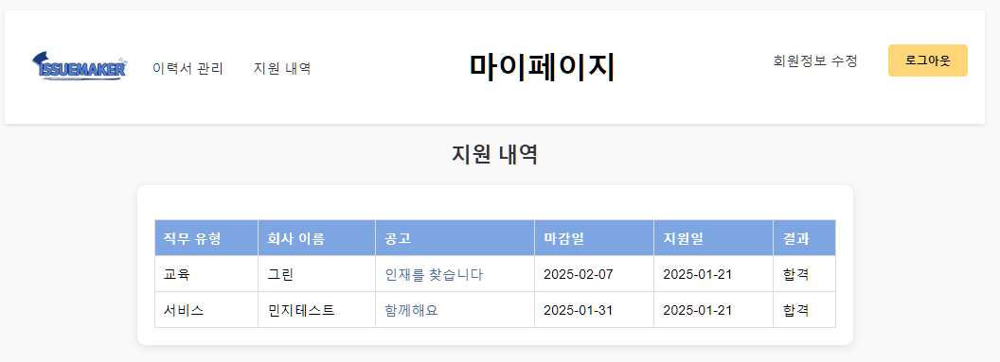 ISSUEMAKER 이력서 관리 지원 내역 마이페이지 회원정보 수정 로그아웃
지원 내역
직무 유형 회사 이름 공고 마감일 지원일 결과
교육 그린 인재를 찾습니다 2025-02-07 2025-01-21 합격
서비스 민지테스트 함께해요 2025-01-31 2025-01-21 합격